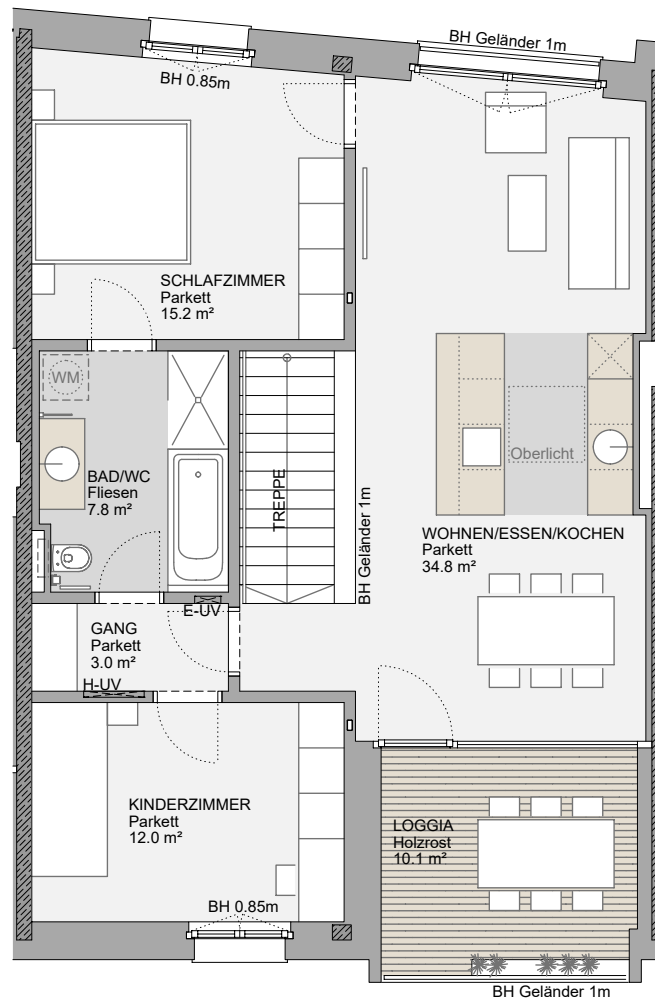 BH Geländer 1m
BH 0.85m
SCHLAFZIMMER
Parkett
15.2 m²
WM
BAD/WC
Fliesen
7.8 m²
TREPPE
BH Geländer 1m
Oberlicht
WOHNEN/ESSEN/KOCHEN
Parkett
34.8 m²
E-UV
GANG
Parkett
3.0 m²
H-UV
KINDERZIMMER
Parkett
12.0 m²
LOGGIA
Holzrost
10.1 m²
BH 0.85m
BH Geländer 1m